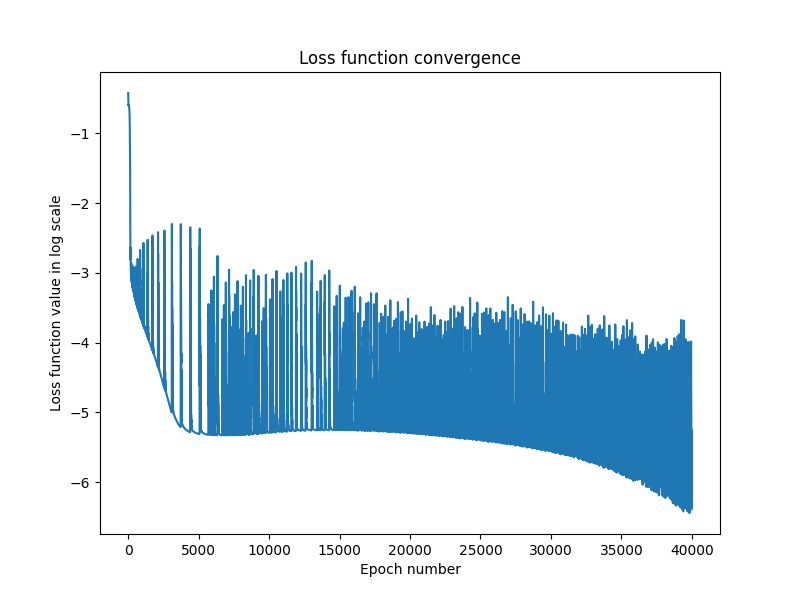 Loss function convergence
Loss function value in log scale
−1
−2
−3
−4
−5
−6
0 5000 10000 15000 20000 25000 30000 35000 40000
Epoch number